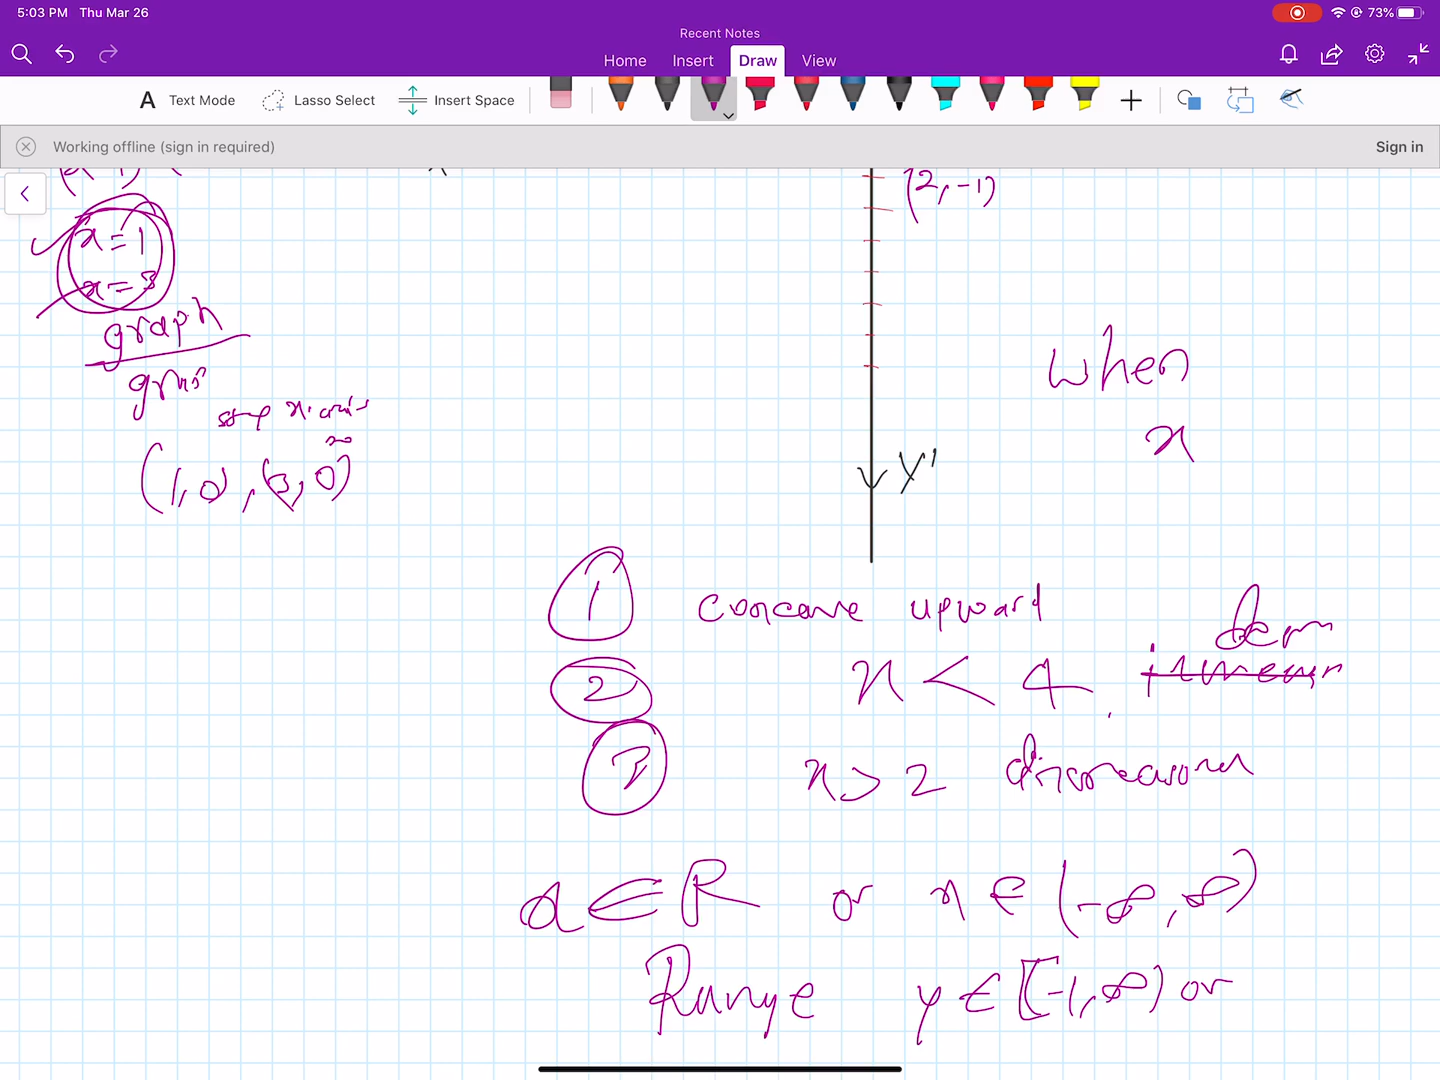 5:03 PM Thu Mar 26
73%
Recent Notes
Home Insert Draw View
Text Mode Lasso Select Insert Space
Working offline (sign in required) Sign in
(2, -1)
x = 1
x = 3
graph
when
x
(1, 0), (3, 0)
Y'
1 concave upward
2 x < 4
3 x > 2
d ∈ R or x ∈ (-∞, ∞)
Range y ∈ [-1, ∞) or